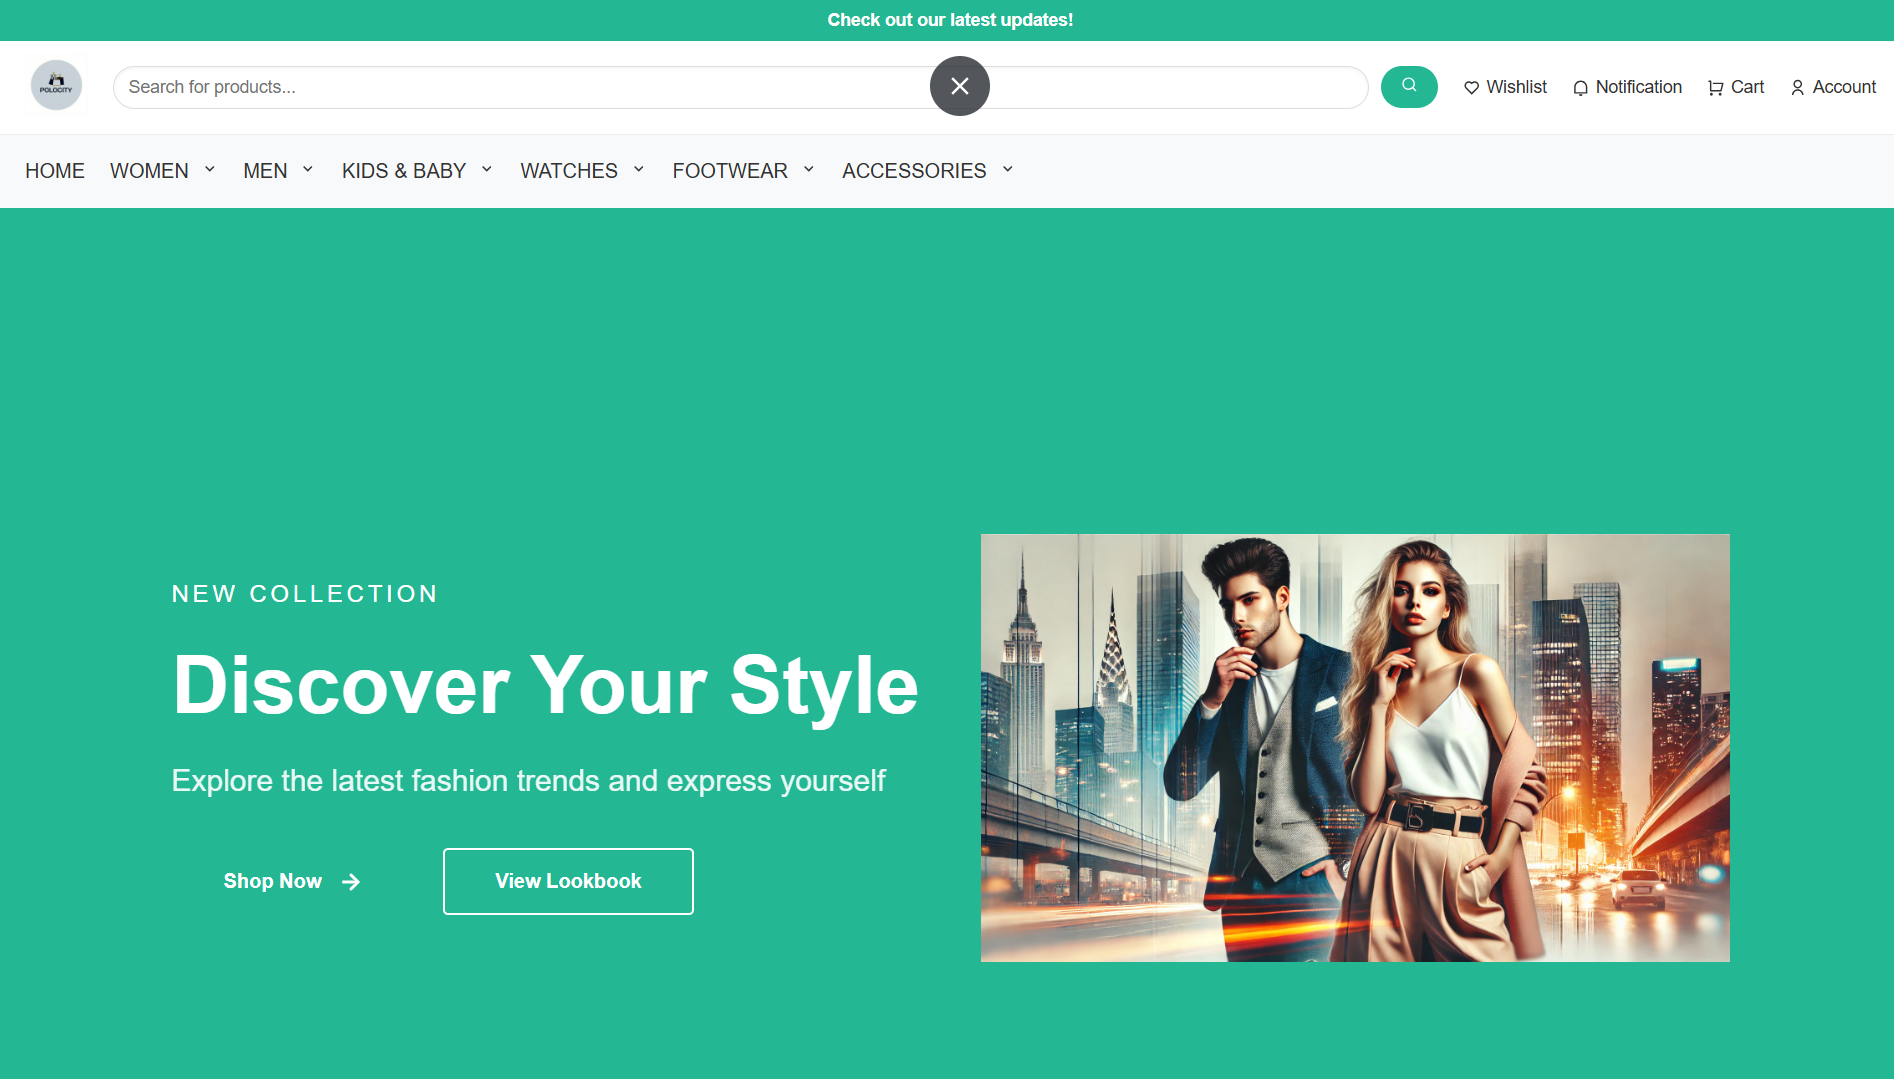 Check out our latest updates!
POLOCITY
Search for products...
Wishlist
Notification
Cart
Account
HOME
WOMEN
MEN
KIDS & BABY
WATCHES
FOOTWEAR
ACCESSORIES
NEW COLLECTION
Discover Your Style
Explore the latest fashion trends and express yourself
Shop Now
View Lookbook